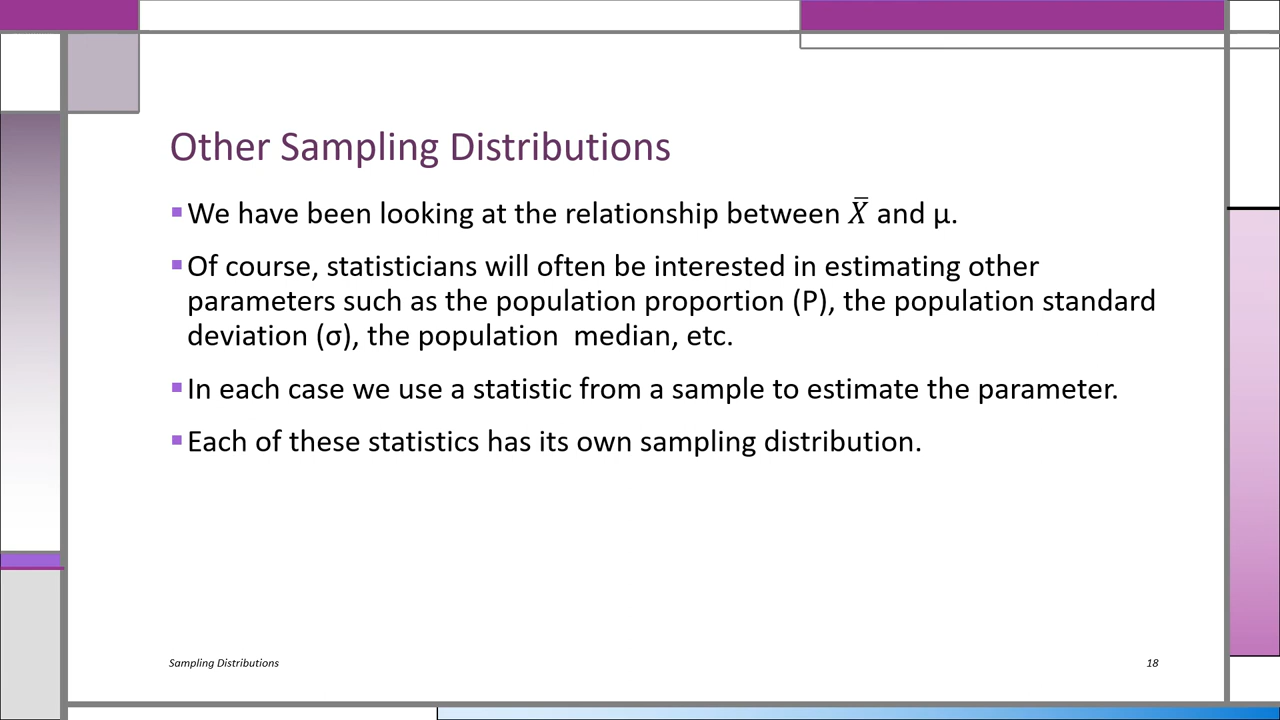 Other Sampling Distributions
▪We have been looking at the relationship between X̄ and µ.
▪Of course, statisticians will often be interested in estimating other
parameters such as the population proportion (P), the population standard
deviation (σ), the population  median, etc.
▪In each case we use a statistic from a sample to estimate the parameter.
▪Each of these statistics has its own sampling distribution.
Sampling Distributions
18